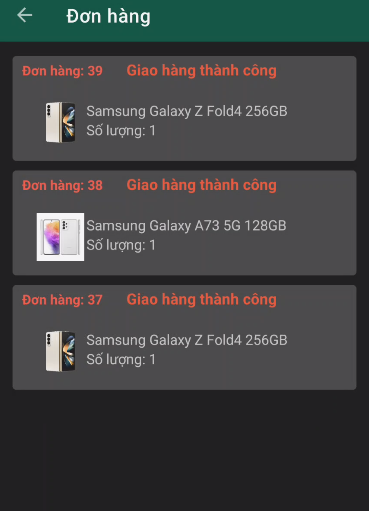 Đơn hàng
Đơn hàng: 39 Giao hàng thành công
Samsung Galaxy Z Fold4 256GB
Số lượng: 1
Đơn hàng: 38 Giao hàng thành công
Samsung Galaxy A73 5G 128GB
Số lượng: 1
Đơn hàng: 37 Giao hàng thành công
Samsung Galaxy Z Fold4 256GB
Số lượng: 1